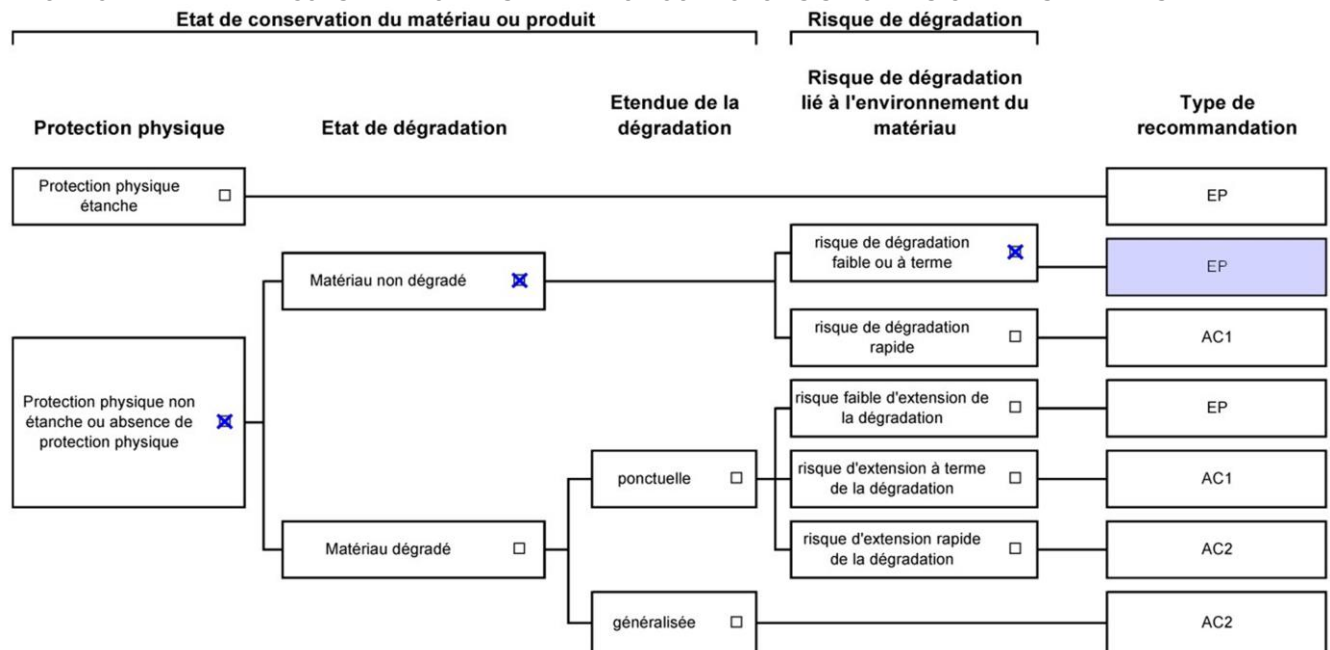 Etat de conservation du matériau ou produit
Risque de dégradation
Protection physique
Etat de dégradation
Etendue de la
dégradation
Risque de dégradation
lié à l'environnement du
matériau
Type de
recommandation
Protection physique
étanche
EP
risque de dégradation
faible ou à terme
EP
Matériau non dégradé
risque de dégradation
rapide
AC1
Protection physique non
étanche ou absence de
protection physique
risque faible d'extension de
la dégradation
EP
ponctuelle
risque d'extension à terme
de la dégradation
AC1
Matériau dégradé
risque d'extension rapide
de la dégradation
AC2
généralisée
AC2